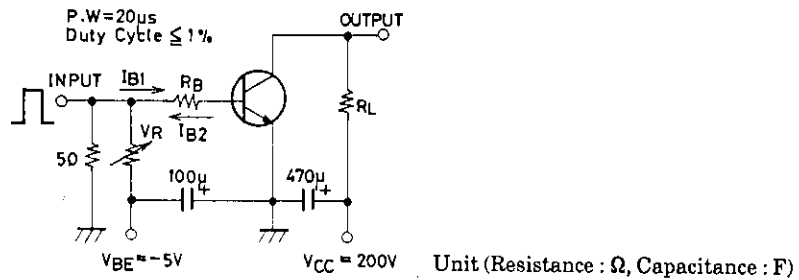 P.W=20μs
Duty Cycle ≦ 1%
OUTPUT
INPUT
IB1
RB
IB2
RL
50
VR
100μ
+
470μ
+
VBE=-5V
VCC=200V
Unit (Resistance : Ω, Capacitance : F)